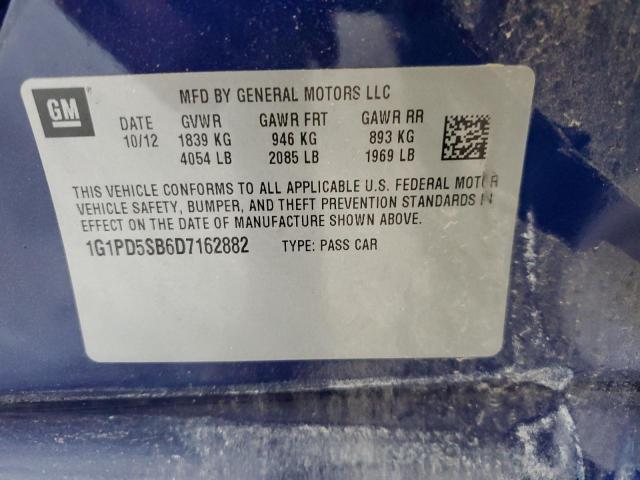 GM
MFD BY GENERAL MOTORS LLC
DATE GVWR GAWR FRT GAWR RR
10/12 1839 KG 946 KG 893 KG
4054 LB 2085 LB 1969 LB
THIS VEHICLE CONFORMS TO ALL APPLICABLE U.S. FEDERAL MOTOR
VEHICLE SAFETY, BUMPER, AND THEFT PREVENTION STANDARDS IN
EFFECT ON THE DATE OF MANUFACTURE SHOWN ABOVE.
1G1PD5SB6D7162882 TYPE: PASS CAR